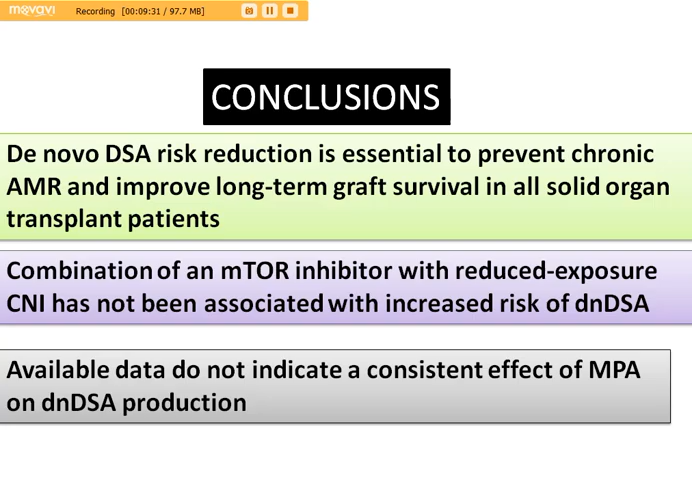 movavi Recording [00:09:31 / 97.7 MB]
CONCLUSIONS
De novo DSA risk reduction is essential to prevent chronic
AMR and improve long-term graft survival in all solid organ
transplant patients
Combination of an mTOR inhibitor with reduced-exposure
CNI has not been associated with increased risk of dnDSA
Available data do not indicate a consistent effect of MPA
on dnDSA production